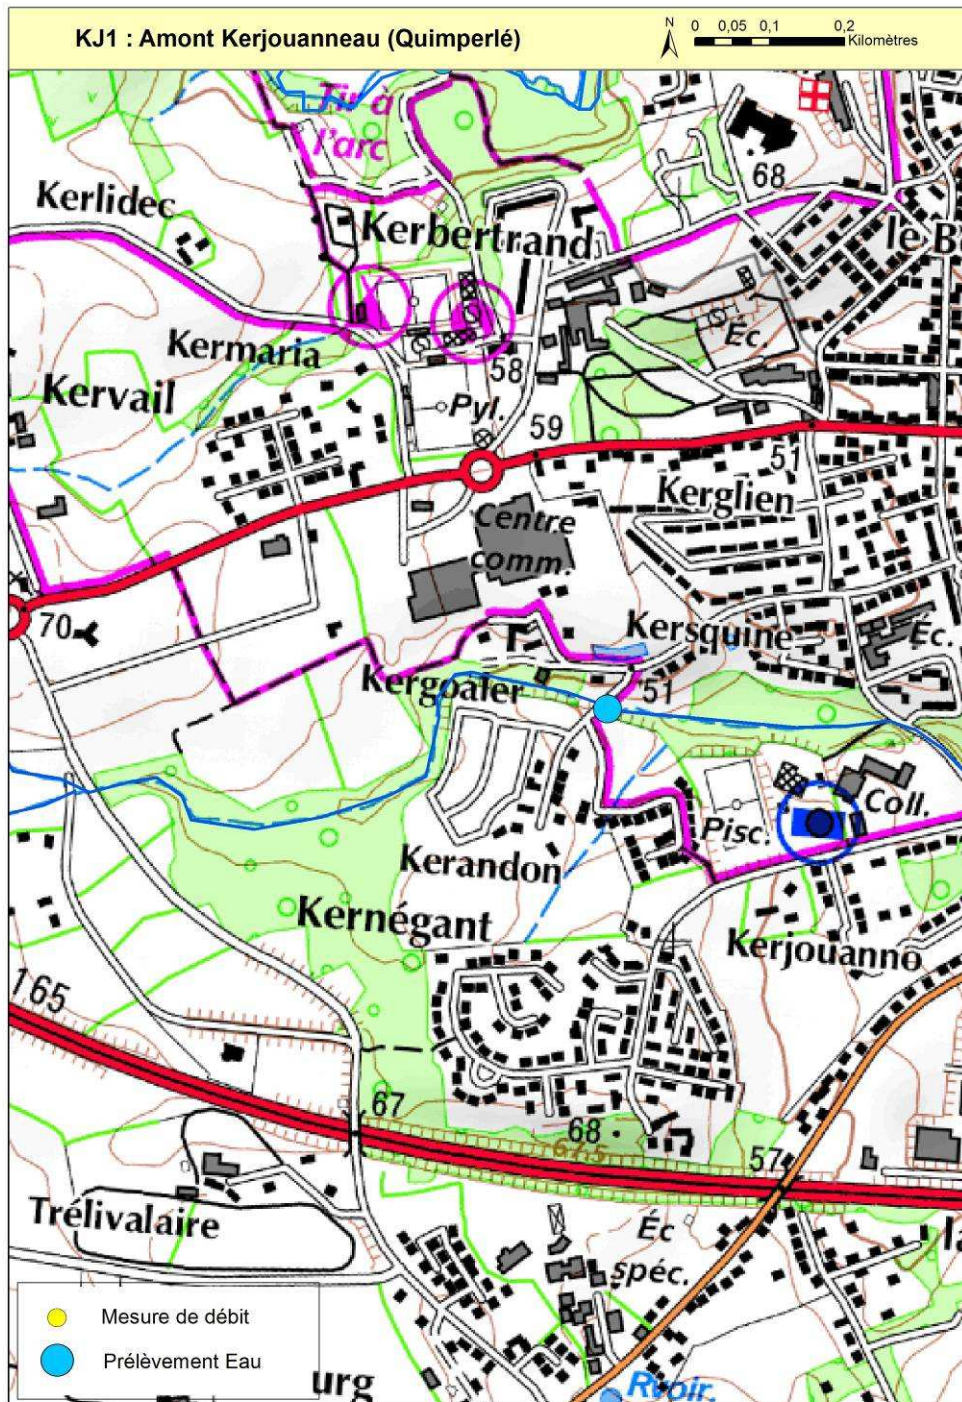 KJ1 : Amont Kerjouanneau (Quimperlé)
N
0 0,05 0,1 0,2
Kilomètres
Tir à
l'arc
68
Kerlidec
Kerbertrand
le B
Kermaria
Éc.
58
Kervail
Pyl.
59
51
Kerglien
Centre
comm.
70
Kersquine
Éc.
Kergoaler
51
Coll.
Pisc.
Kerandon
Kernégant
Kerjouanno
165
67
68
67,5
57
Trélivalaire
Éc
spéc.
la
Mesure de débit
Prélèvement Eau
urg
Rvoir.